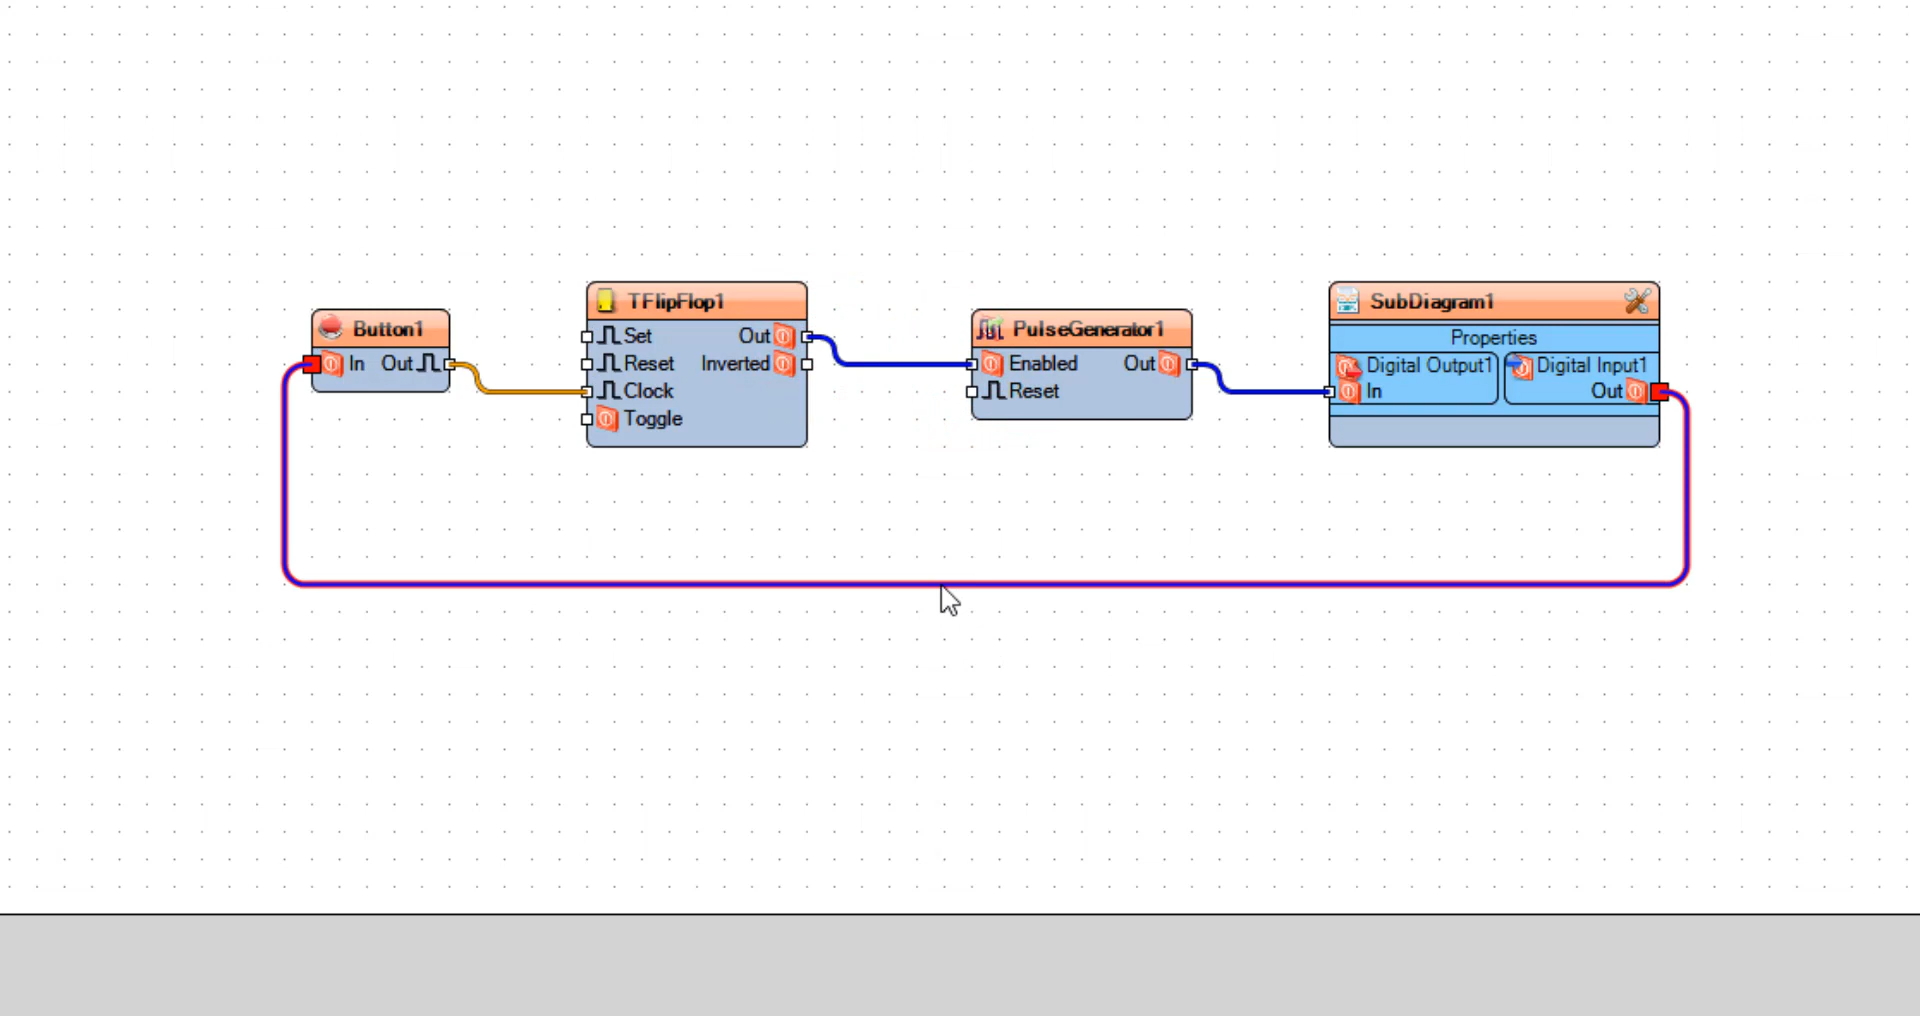 Button1
In Out
TFlipFlop1
Set Out
Reset Inverted
Clock
Toggle
PulseGenerator1
Enabled Out
Reset
SubDiagram1
Properties
Digital Output1 Digital Input1
In Out